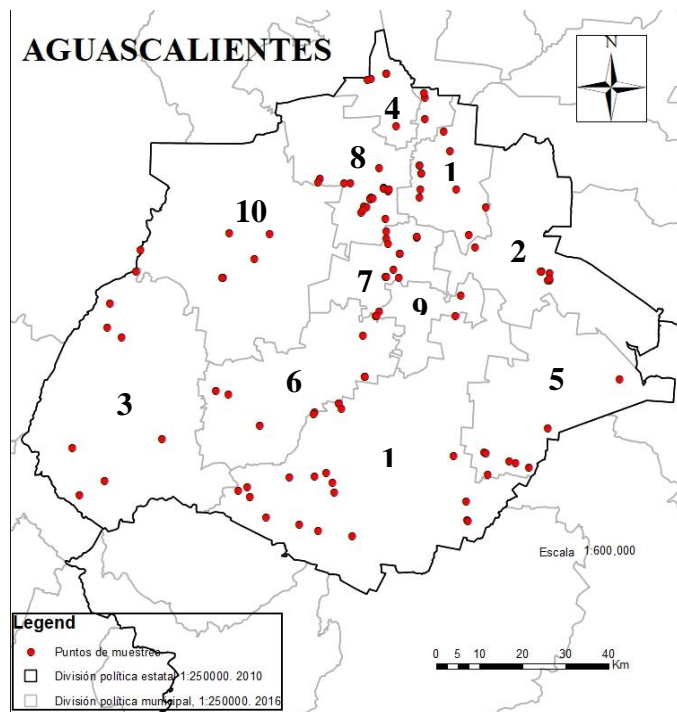 AGUASCALIENTES
N
4
8
1
10
2
7
9
6
5
3
1
Escala 1:600,000
Legend
Puntos de muestreo
División política estatal, 1:250000. 2010
División política municipal, 1:250000. 2016
0 5 10 20 30 40
Km